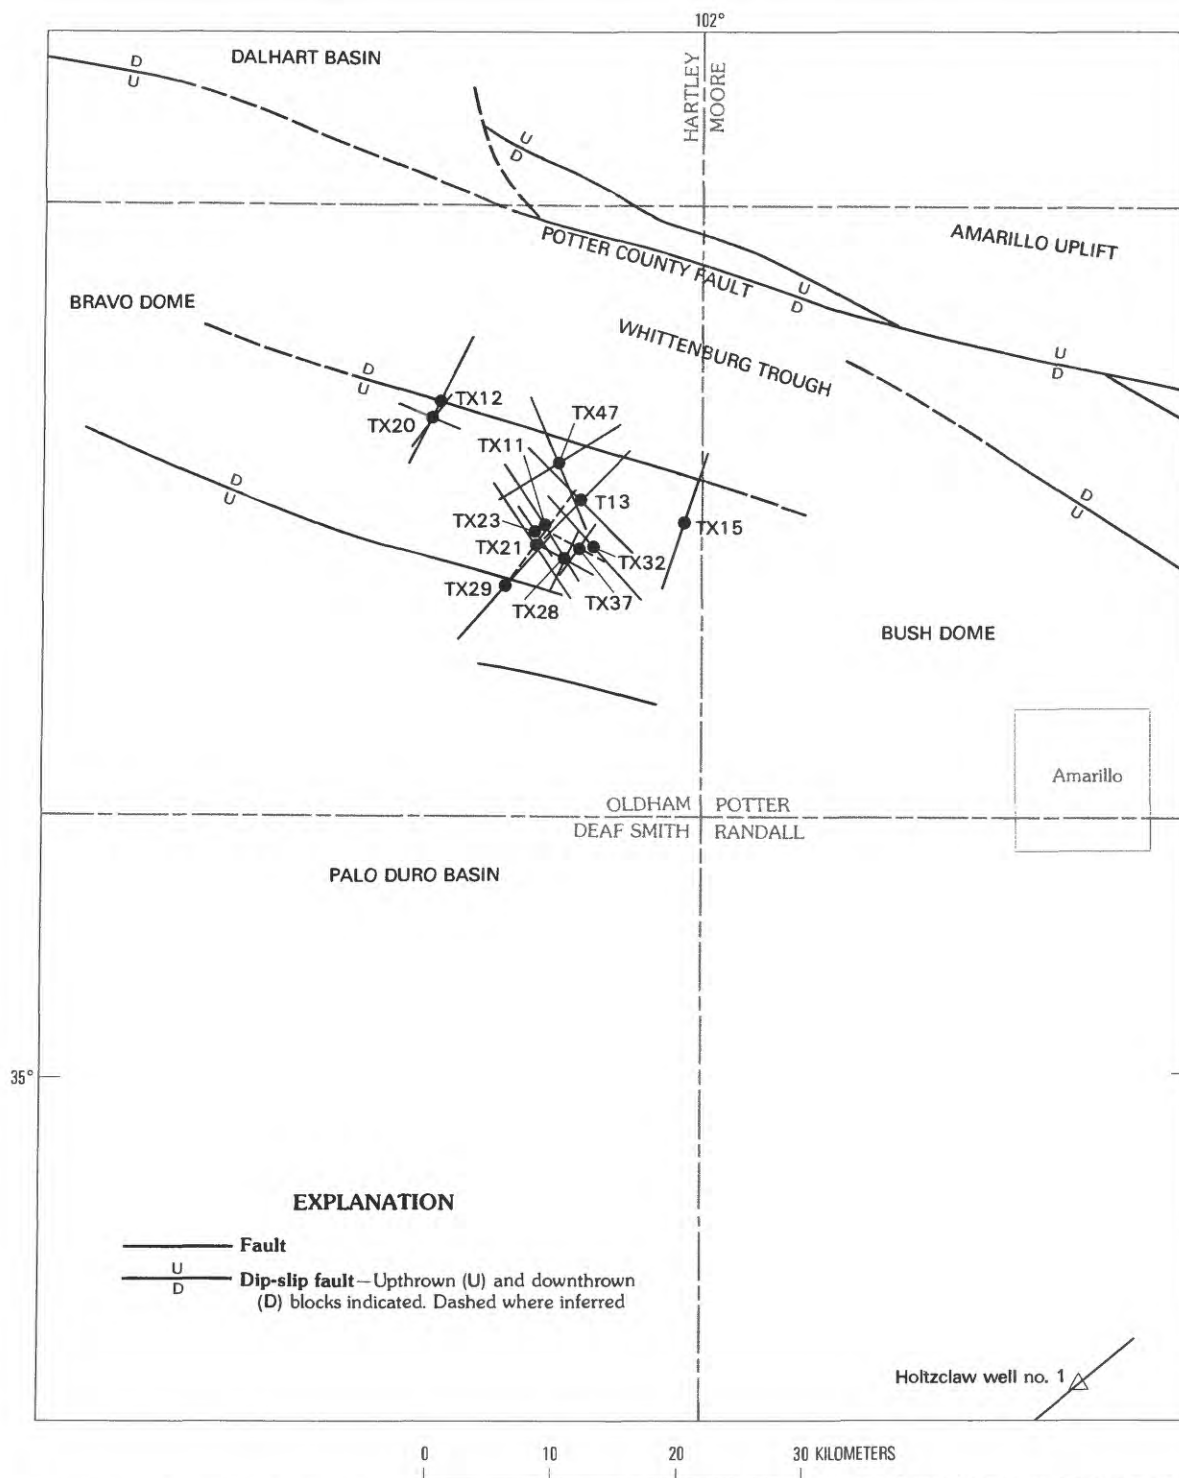 102°
DALHART BASIN
D
U
HARTLEY
MOORE
U
D
AMARILLO UPLIFT
POTTER COUNTY FAULT
BRAVO DOME
U
D
WHITTENBURG TROUGH
U
D
D
U
TX12
TX20
TX47
TX11
D
U
D
U
T13
TX23
TX15
TX21
TX32
TX29
TX28
TX37
BUSH DOME
Amarillo
OLDHAM
POTTER
DEAF SMITH
RANDALL
PALO DURO BASIN
35°
EXPLANATION
Fault
U
D
Dip-slip fault—Upthrown (U) and downthrown
(D) blocks indicated. Dashed where inferred
Holtzclaw well no. 1
0 10 20 30 KILOMETERS